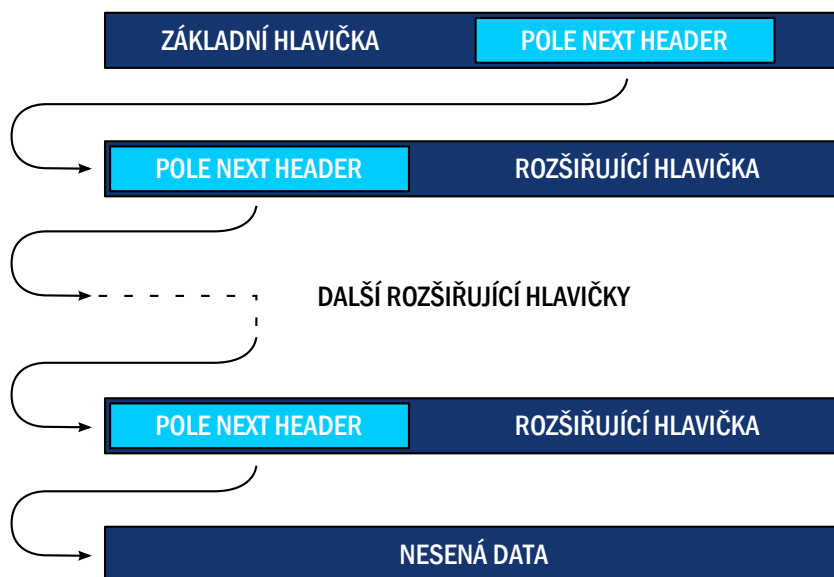 ZÁKLADNÍ HLAVIČKA POLE NEXT HEADER
POLE NEXT HEADER ROZŠIŘUJÍCÍ HLAVIČKA
DALŠÍ ROZŠIŘUJÍCÍ HLAVIČKY
POLE NEXT HEADER ROZŠIŘUJÍCÍ HLAVIČKA
NESENÁ DATA